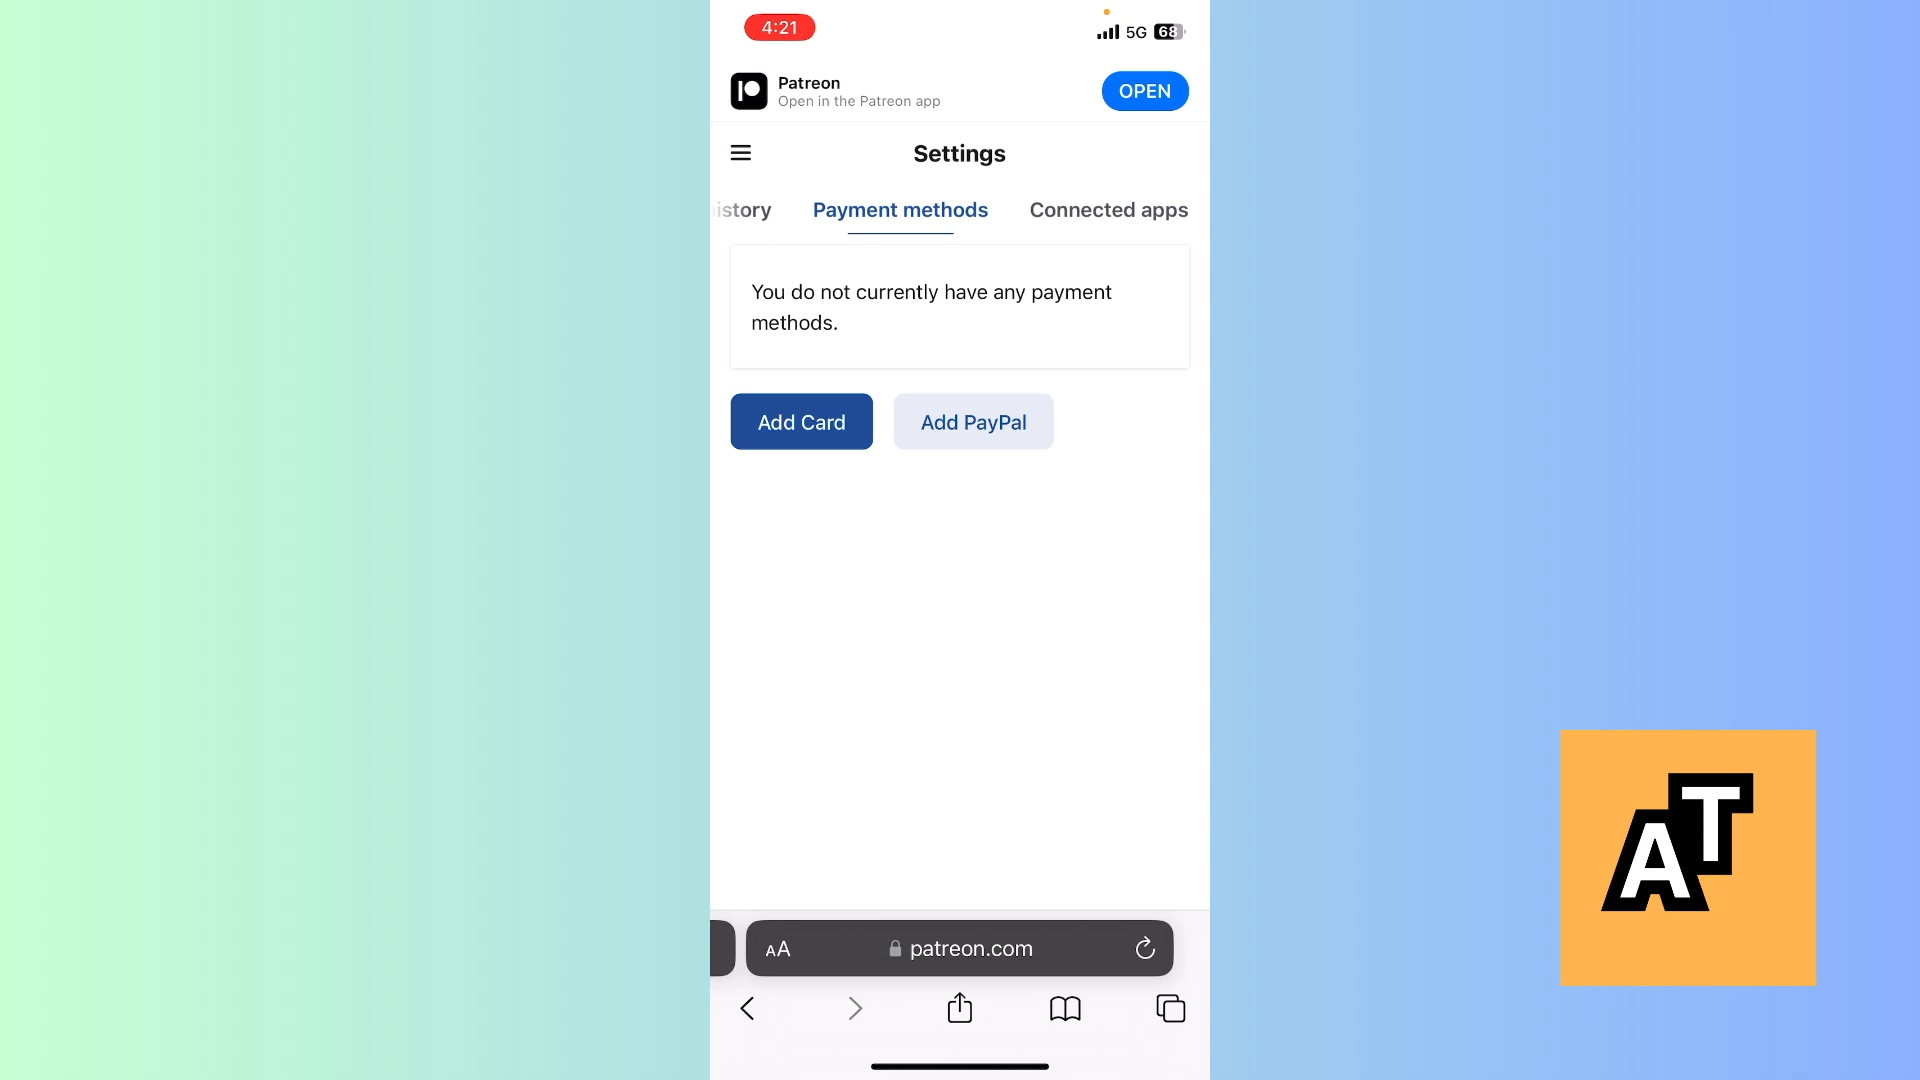 4:21
5G 68
Patreon
Open in the Patreon app
OPEN
Settings
istory Payment methods Connected apps
You do not currently have any payment
methods.
Add Card Add PayPal
AA patreon.com
AT